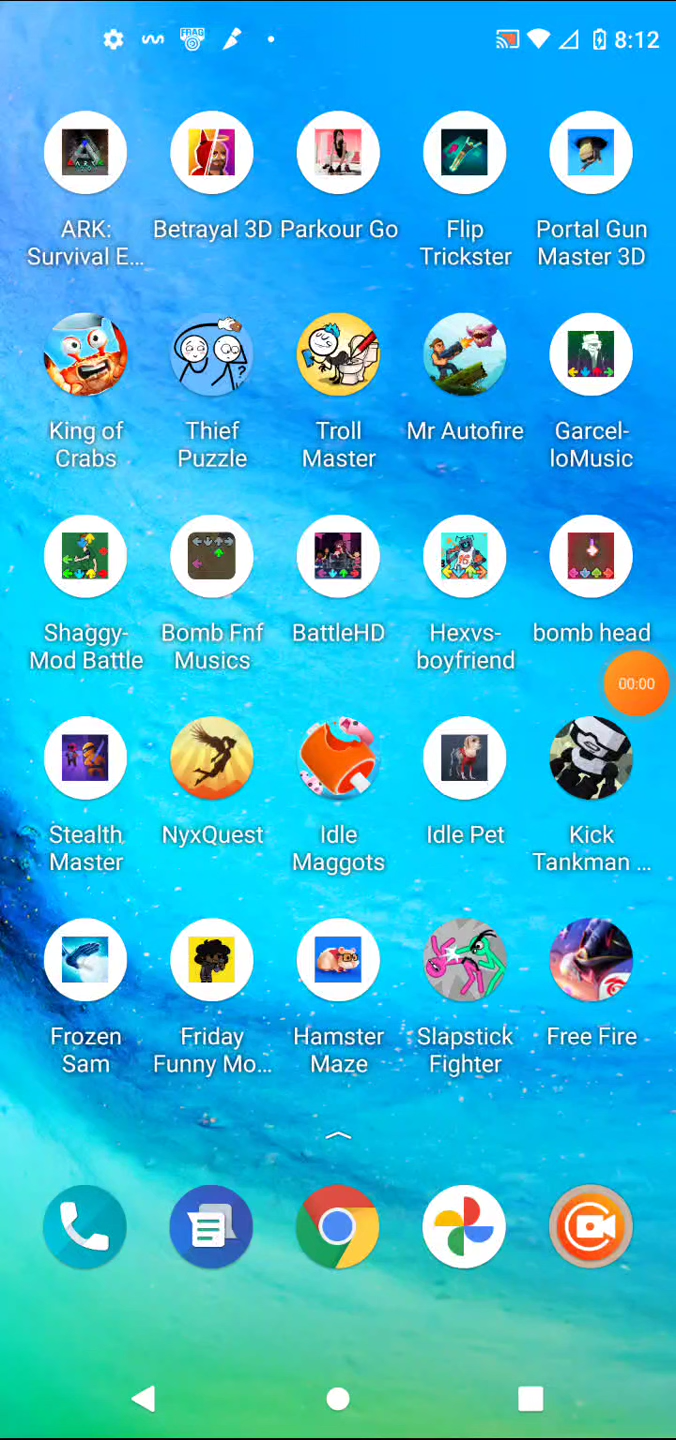 FRAG
8:12
ARK:
Survival E...
Betrayal 3D
Parkour Go
Flip
Trickster
Portal Gun
Master 3D
King of
Crabs
Thief
Puzzle
Troll
Master
Mr Autofire
Garcel-
loMusic
Shaggy-
Mod Battle
Bomb Fnf
Musics
BattleHD
Hexvs-
boyfriend
bomb head
00:00
Stealth
Master
NyxQuest
Idle
Maggots
Idle Pet
Kick
Tankman ...
Frozen
Sam
Friday
Funny Mo...
Hamster
Maze
Slapstick
Fighter
Free Fire